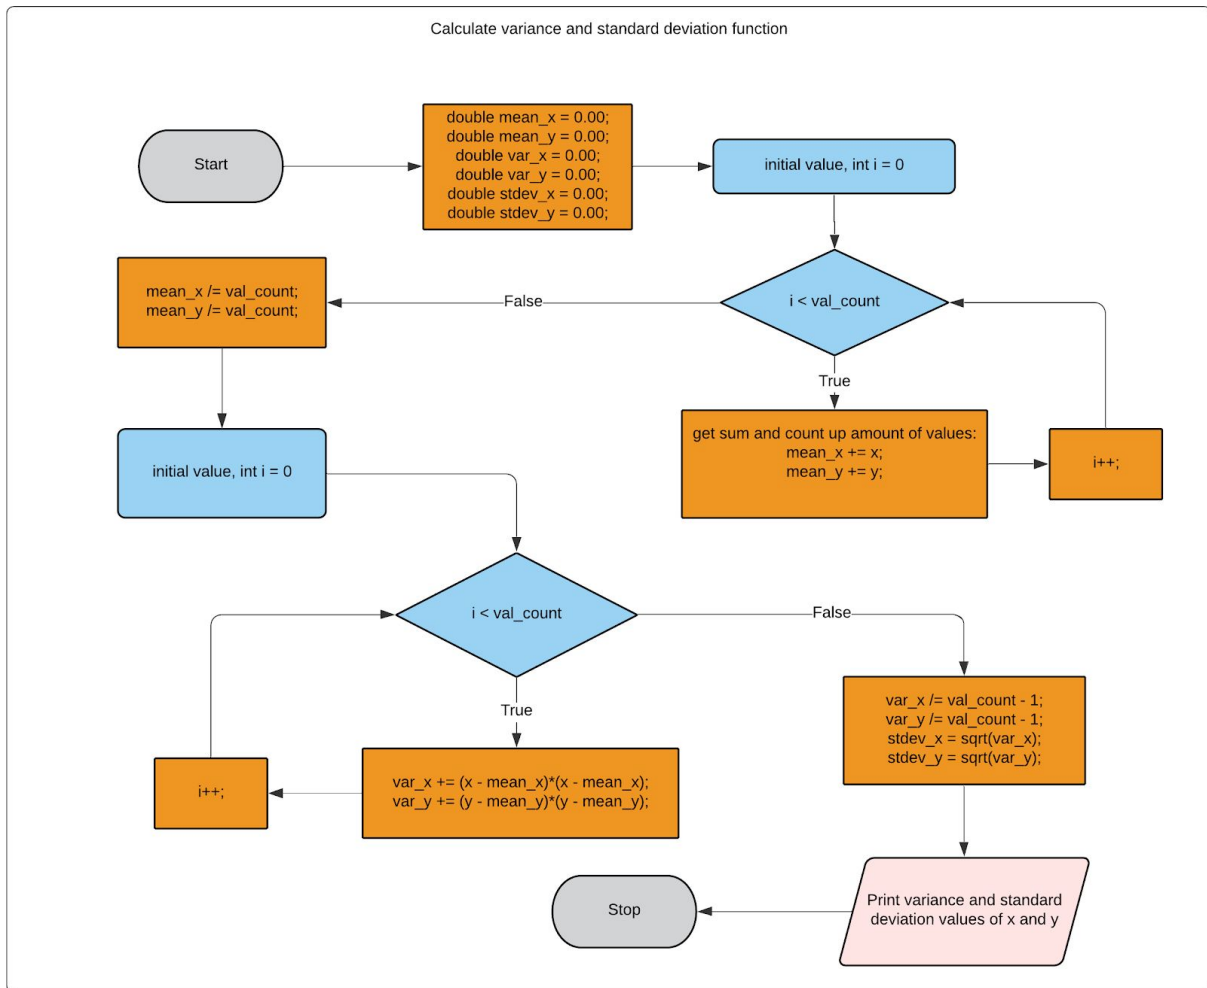 Calculate variance and standard deviation function
Start
double mean_x = 0.00;
double mean_y = 0.00;
double var_x = 0.00;
double var_y = 0.00;
double stdev_x = 0.00;
double stdev_y = 0.00;
initial value, int i = 0
i < val_count
False
mean_x /= val_count;
mean_y /= val_count;
True
get sum and count up amount of values:
mean_x += x;
mean_y += y;
i++;
initial value, int i = 0
i < val_count
False
True
var_x += (x - mean_x)*(x - mean_x);
var_y += (y - mean_y)*(y - mean_y);
i++;
var_x /= val_count - 1;
var_y /= val_count - 1;
stdev_x = sqrt(var_x);
stdev_y = sqrt(var_y);
Print variance and standard
deviation values of x and y
Stop